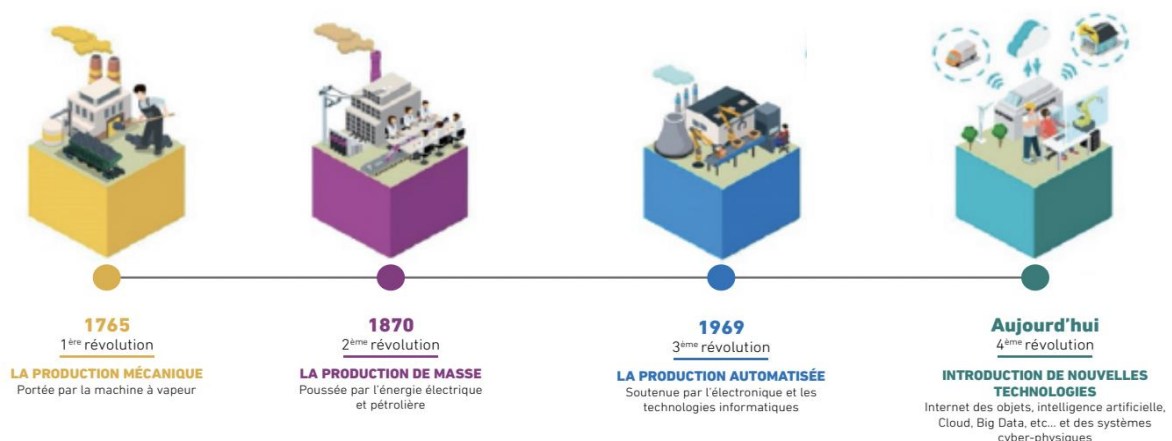 1765
1ère révolution
LA PRODUCTION MÉCANIQUE
Portée par la machine à vapeur
1870
2ème révolution
LA PRODUCTION DE MASSE
Poussée par l'énergie électrique
et pétrolière
1969
3ème révolution
LA PRODUCTION AUTOMATISÉE
Soutenue par l'électronique et les
technologies informatiques
Aujourd'hui
4ème révolution
INTRODUCTION DE NOUVELLES
TECHNOLOGIES
Internet des objets, intelligence artificielle,
Cloud, Big Data, etc... et des systèmes
cyber-physiques